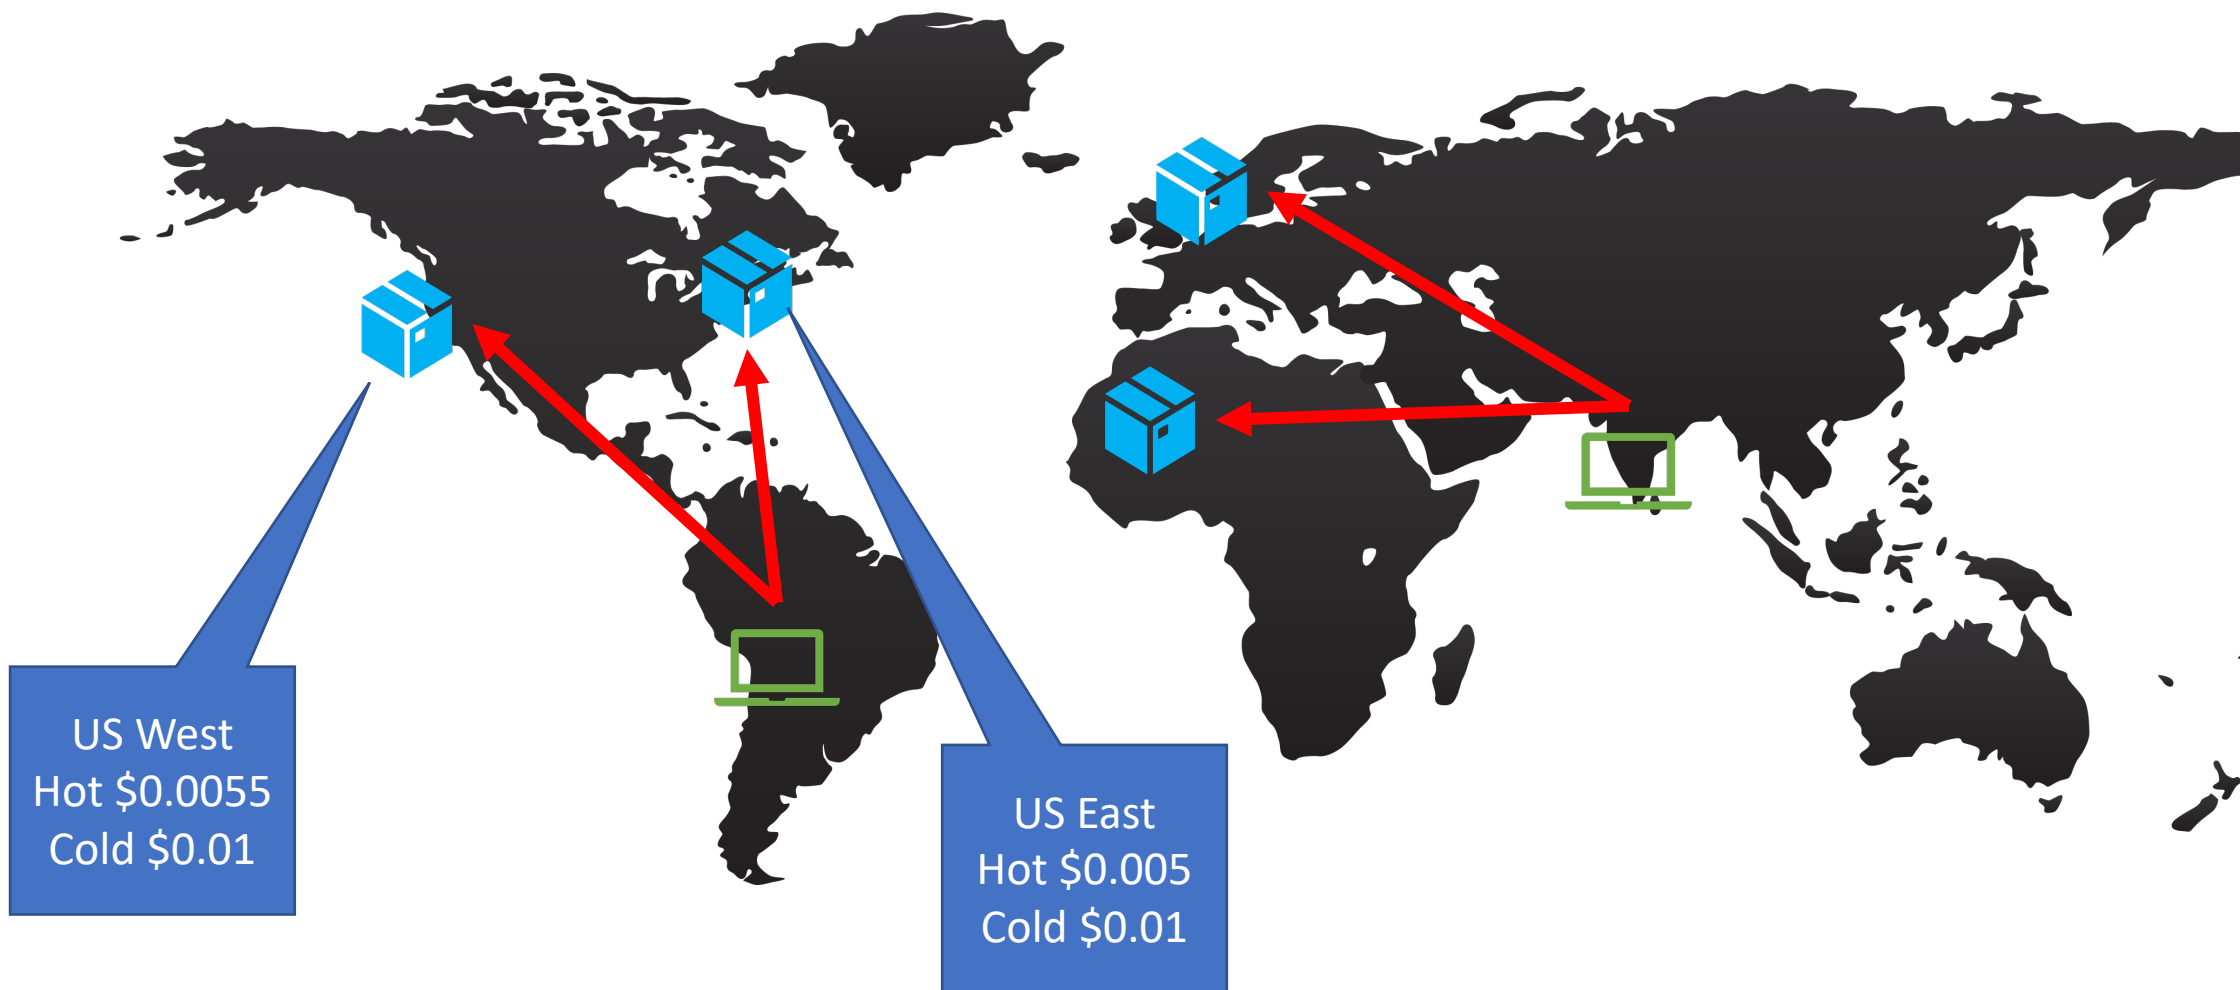 US West
Hot $0.0055
Cold $0.01
US East
Hot $0.005
Cold $0.01